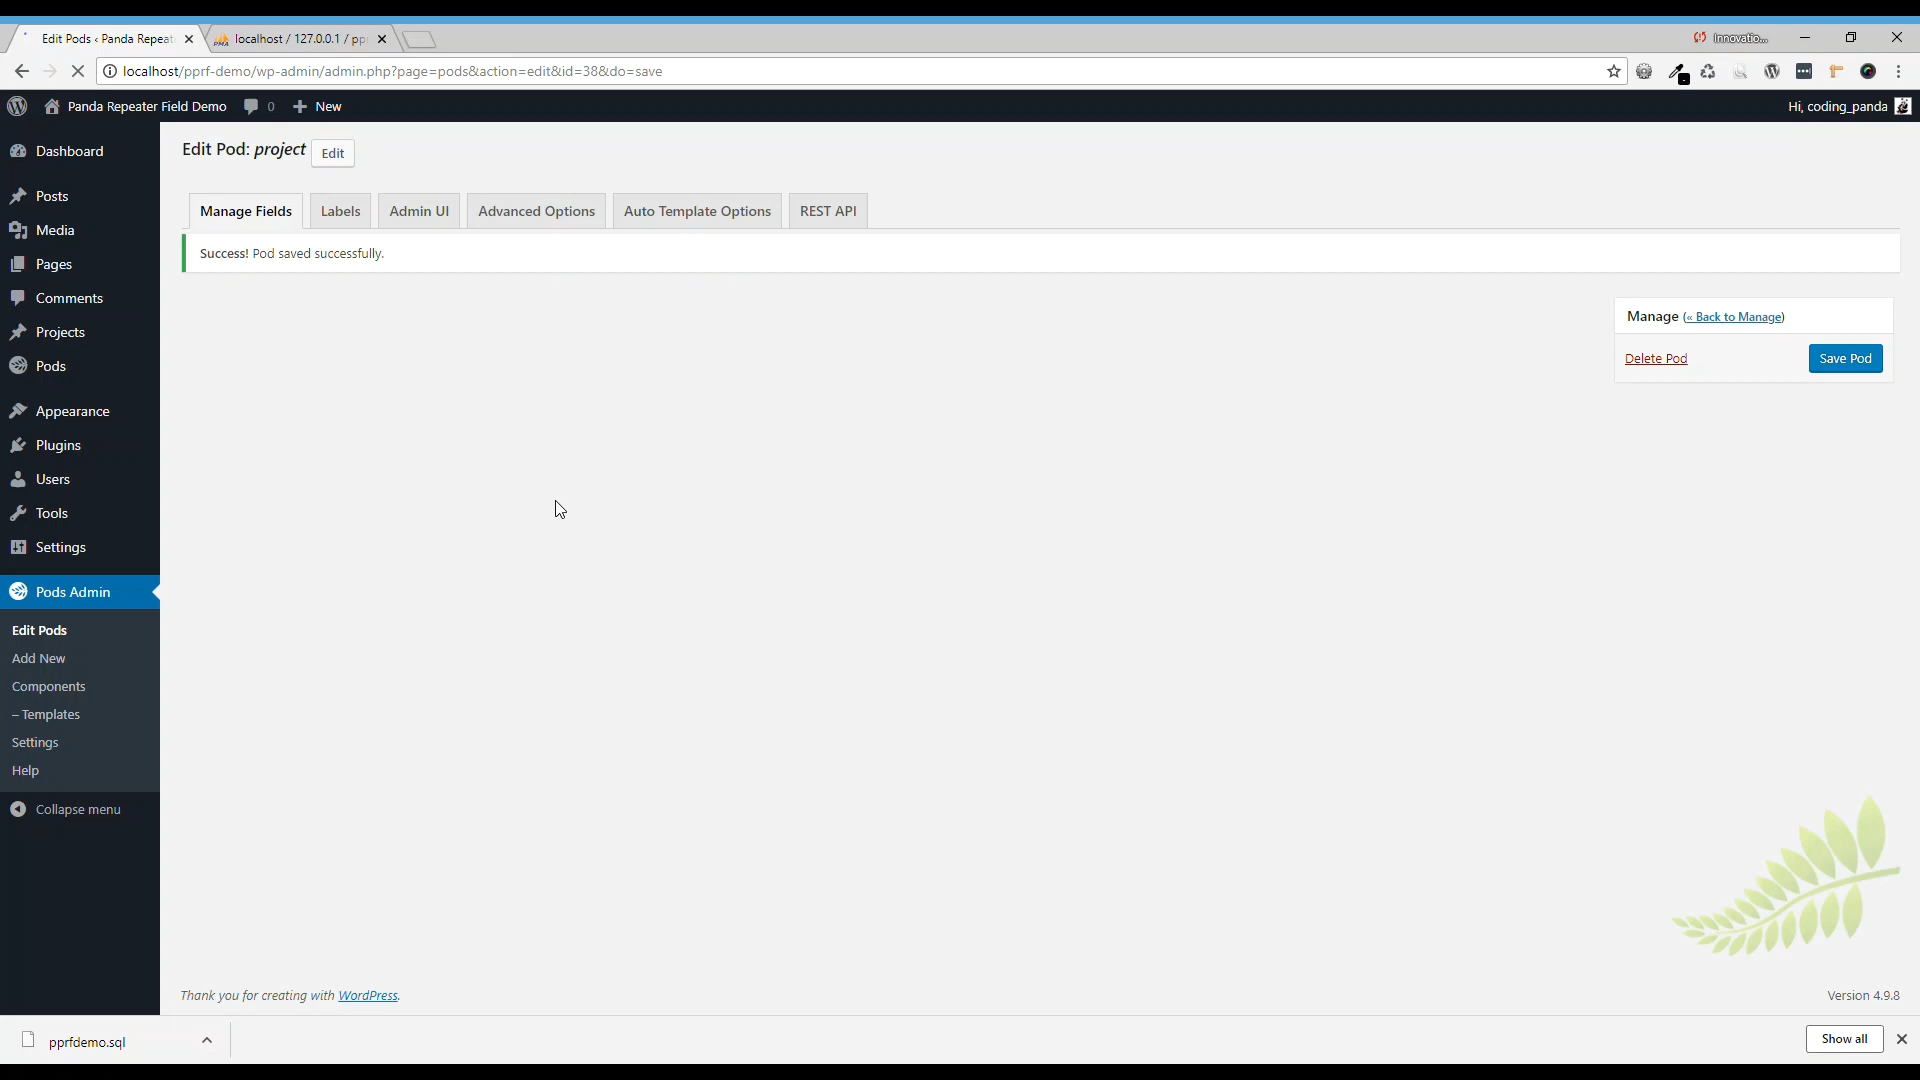 Edit Pods ‹ Panda Repeat
localhost / 127.0.0.1 / pp
Innovatio...
localhost/pprf-demo/wp-admin/admin.php?page=pods&action=edit&id=38&do=save
Panda Repeater Field Demo
0
New
Hi, coding_panda
Dashboard
Posts
Media
Pages
Comments
Projects
Pods
Appearance
Plugins
Users
Tools
Settings
Pods Admin
Edit Pods
Add New
Components
– Templates
Settings
Help
Collapse menu
Edit Pod: project
Edit
Manage Fields
Labels
Admin UI
Advanced Options
Auto Template Options
REST API
Success! Pod saved successfully.
Manage (« Back to Manage)
Delete Pod
Save Pod
Thank you for creating with WordPress.
Version 4.9.8
pprfdemo.sql
Show all